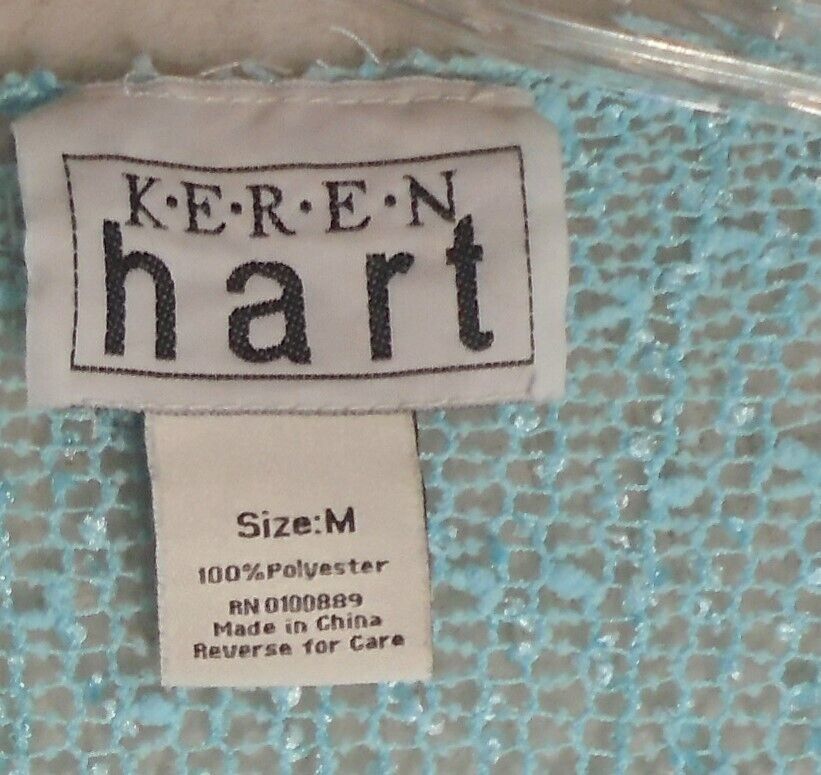 K·E·R·E·N
hart
Size:M
100%Polyester
RN 0100889
Made in China
Reverse for Care